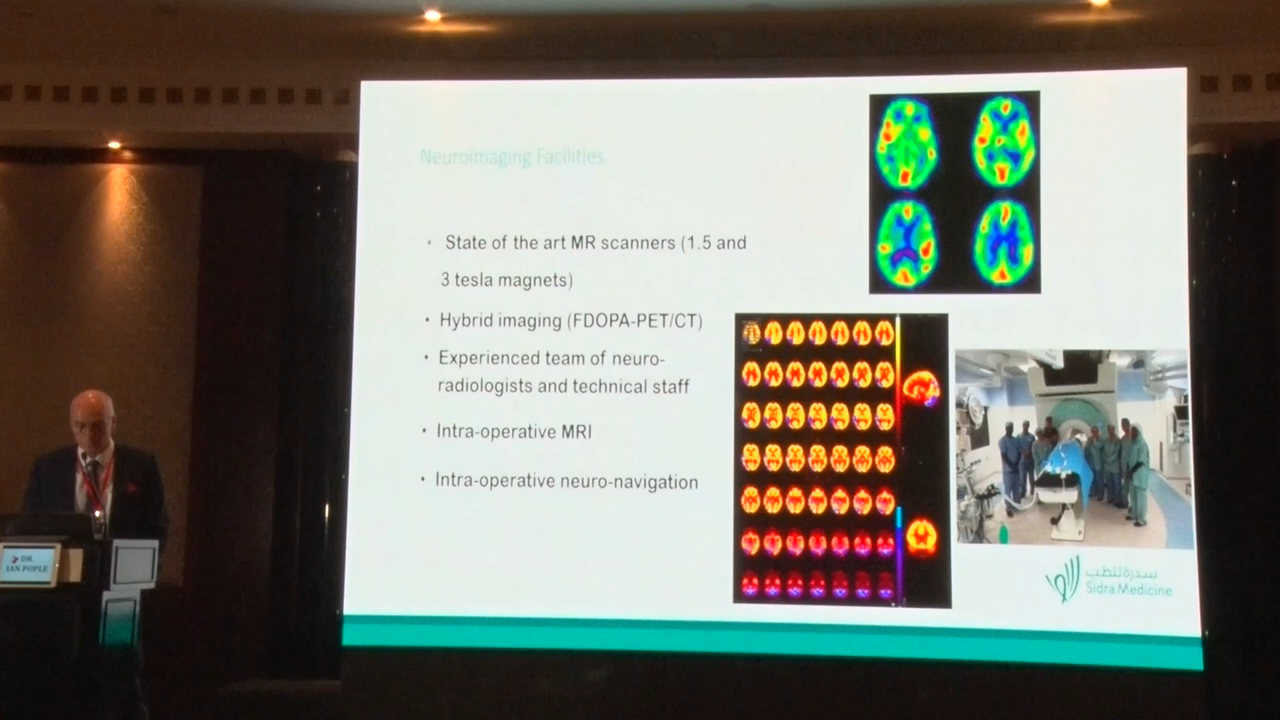 Neuroimaging Facilities
• State of the art MR scanners (1.5 and
3 tesla magnets)
• Hybrid imaging (FDOPA-PET/CT)
• Experienced team of neuro-
radiologists and technical staff
• Intra-operative MRI
• Intra-operative neuro-navigation
سدرة للطب
Sidra Medicine
DR.
IAN POPLE